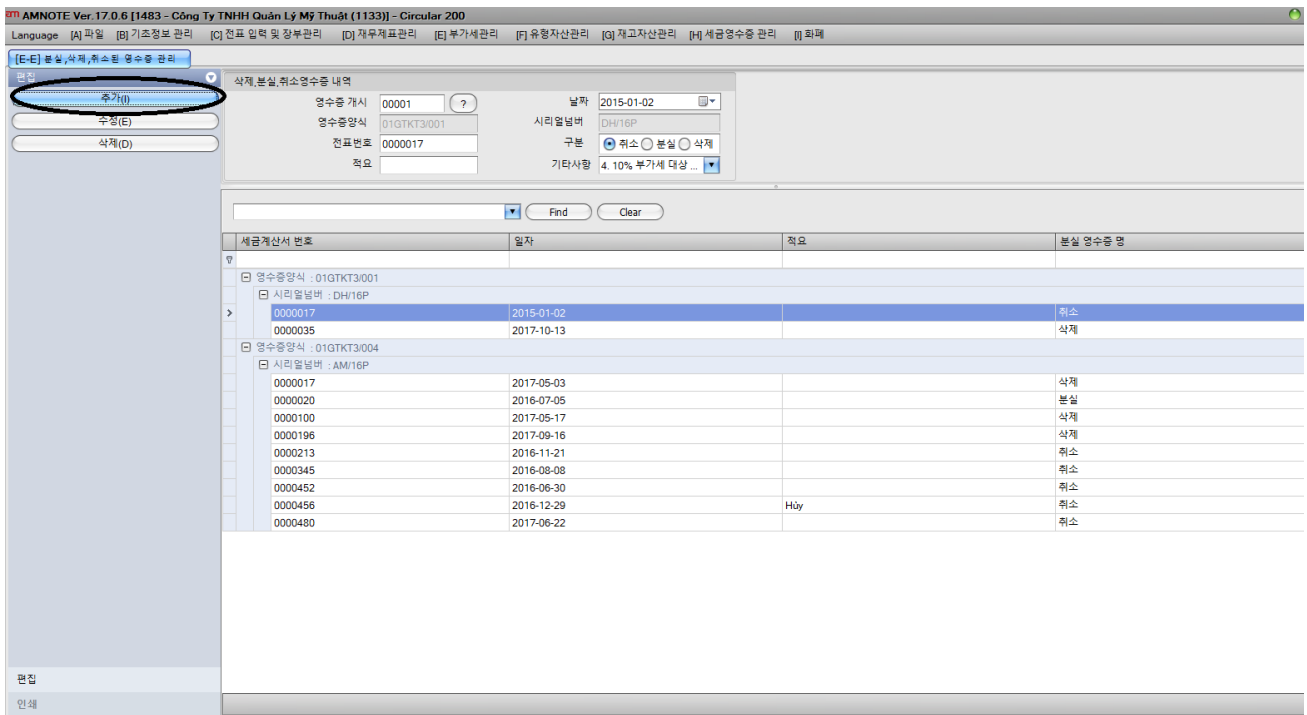 am AMNOTE Ver.17.0.6 [1483 - Công Ty TNHH Quản Lý Mỹ Thuật (1133)] - Circular 200
Language [A] 파일 [B] 기초정보 관리 [C] 전표 입력 및 장부관리 [D] 재무제표관리 [E] 부가세관리 [F] 유형자산관리 [G] 재고자산관리 [H] 세금영수증 관리 [I] 화폐
[E-E] 분실,삭제,취소된 영수증 관리
편집
추가(I)
수정(E)
삭제(D)
삭제,분실,취소영수증 내역
영수증 개시 00001 ? 날짜 2015-01-02
영수증양식 01GTKT3/001 시리얼넘버 DH/16P
전표번호 0000017 구분 취소 분실 삭제
적요 기타사항 4. 10% 부가세 대상 ...
Find Clear
세금계산서 번호 일자 적요 분실 영수증 명
영수증양식 : 01GTKT3/001
시리얼넘버 : DH/16P
0000017 2015-01-02 취소
0000035 2017-10-13 삭제
영수증양식 : 01GTKT3/004
시리얼넘버 : AM/16P
0000017 2017-05-03 삭제
0000020 2016-07-05 분실
0000100 2017-05-17 삭제
0000196 2017-09-16 삭제
0000213 2016-11-21 취소
0000345 2016-08-08 취소
0000452 2016-06-30 취소
0000456 2016-12-29 Hủy 취소
0000480 2017-06-22 취소
편집
인쇄